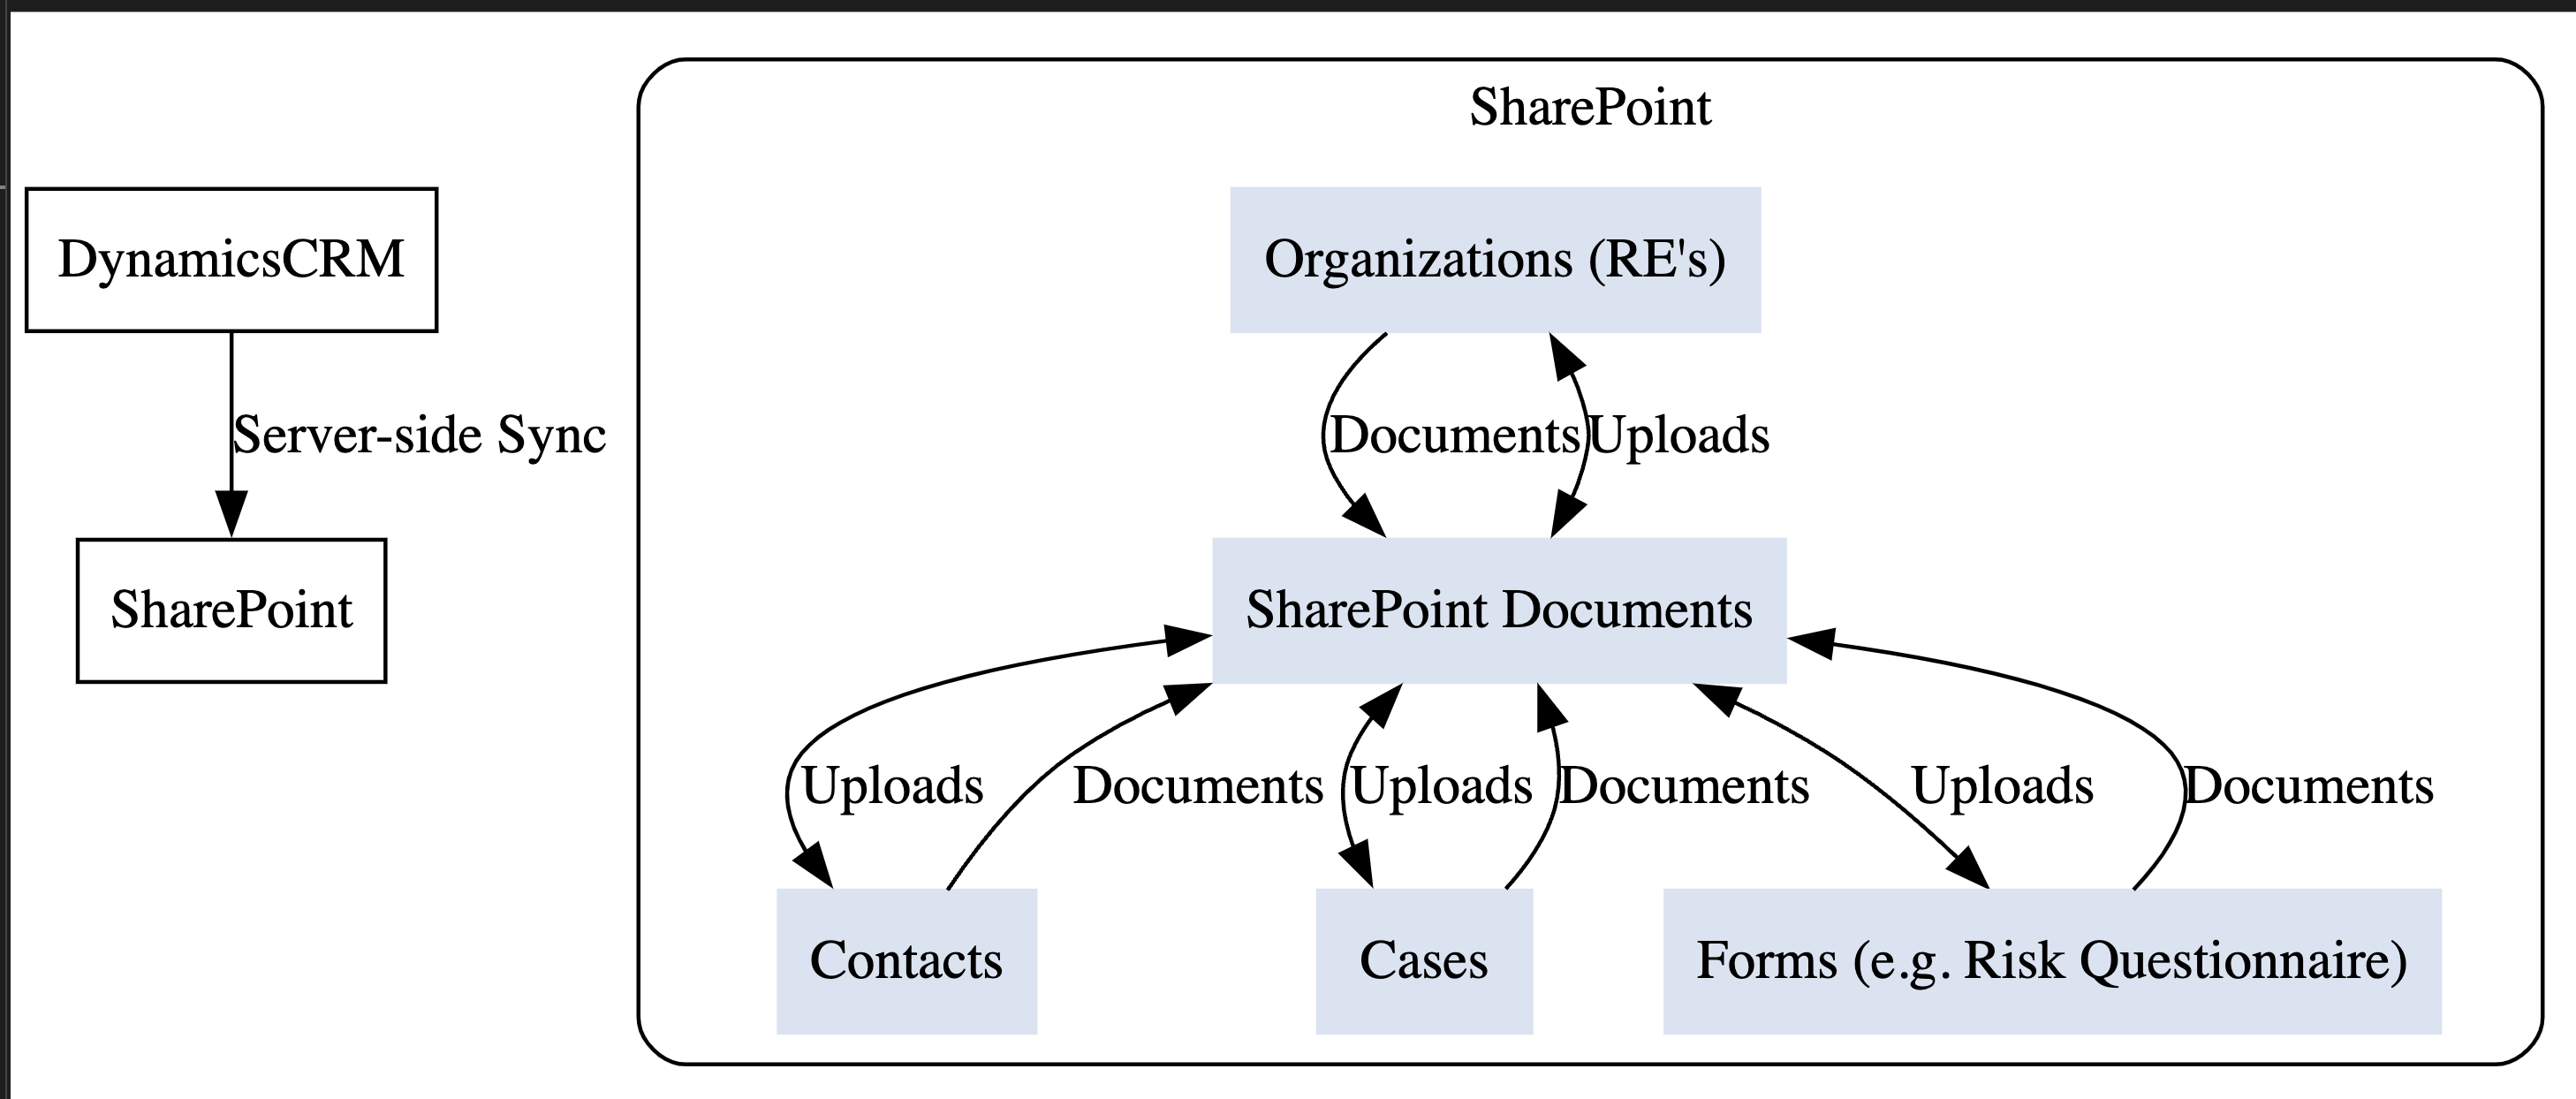 SharePoint
DynamicsCRM
Organizations (RE's)
Server-side Sync
Documents
Uploads
SharePoint
SharePoint Documents
Uploads
Documents
Uploads
Documents
Uploads
Documents
Contacts
Cases
Forms (e.g. Risk Questionnaire)